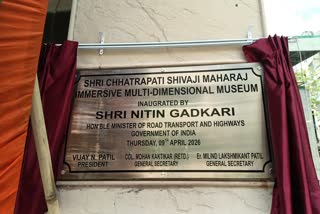 SHRI CHHATRAPATI SHIVAJI MAHARAJ
IMMERSIVE MULTI-DIMENSIONAL MUSEUM
INAUGRATED BY
SHRI NITIN GADKARI
HON'BLE MINISTER OF ROAD TRANSPORT AND HIGHWAYS
GOVERNMENT OF INDIA
THURSDAY, 09TH APRIL 2026
VIJAY N. PATIL COL. MOHAN KAKTIKAR (RETD.) Er. MILIND LAKSHMIKANT PATIL
PRESIDENT GENERAL SECRETARY GENERAL SECRETARY